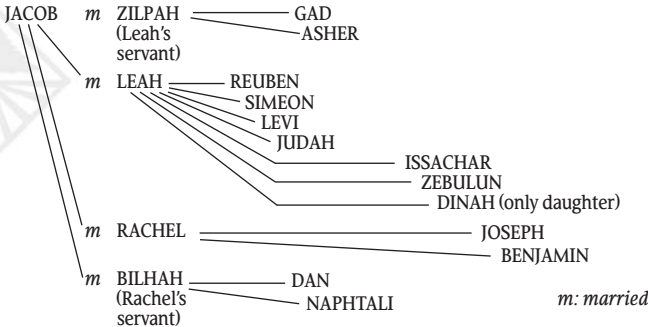 JACOB m ZILPAH GAD
(Leah's ASHER
servant)
m LEAH REUBEN
SIMEON
LEVI
JUDAH
ISSACHAR
ZEBULUN
DINAH (only daughter)
m RACHEL JOSEPH
BENJAMIN
m BILHAH DAN
(Rachel's NAPHTALI m: married
servant)